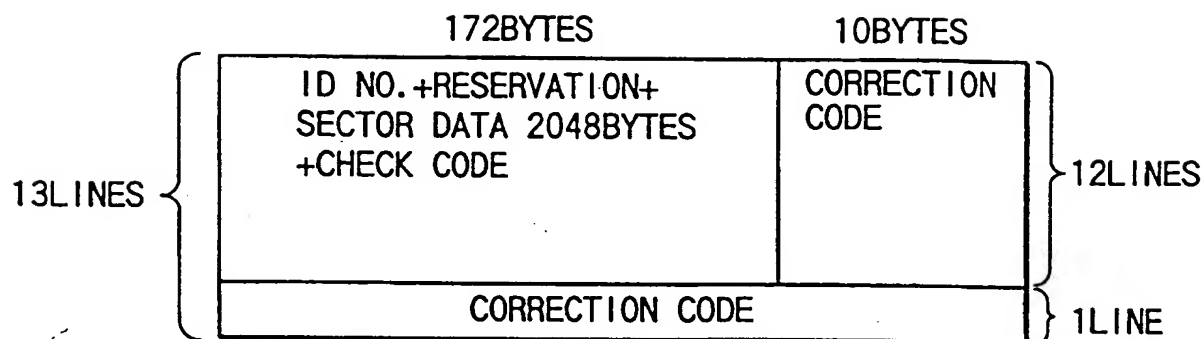 172BYTES 10BYTES
ID NO.+RESERVATION+
SECTOR DATA 2048BYTES
+CHECK CODE
CORRECTION
CODE
13LINES
12LINES
CORRECTION CODE
1LINE